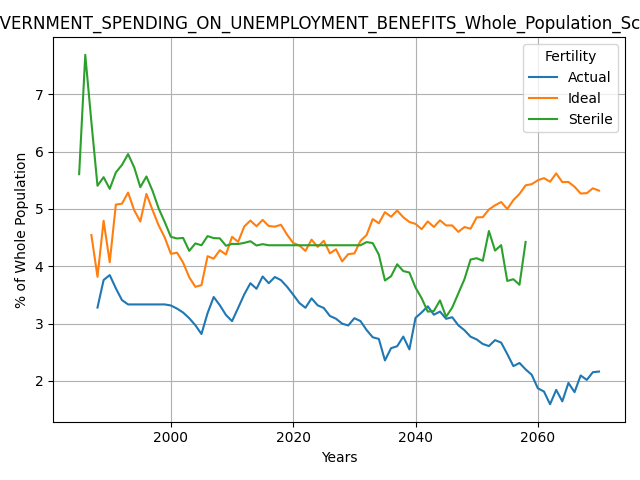 VERNMENT_SPENDING_ON_UNEMPLOYMENT_BENEFITS_Whole_Population_Sc
Fertility
Actual
Ideal
Sterile
% of Whole Population
7
6
5
4
3
2
2000 2020 2040 2060
Years